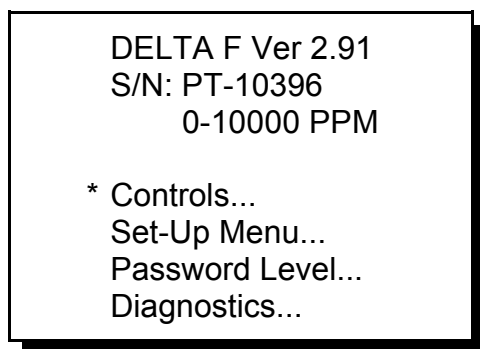 DELTA F Ver 2.91
S/N: PT-10396
0-10000 PPM
* Controls...
Set-Up Menu...
Password Level...
Diagnostics...